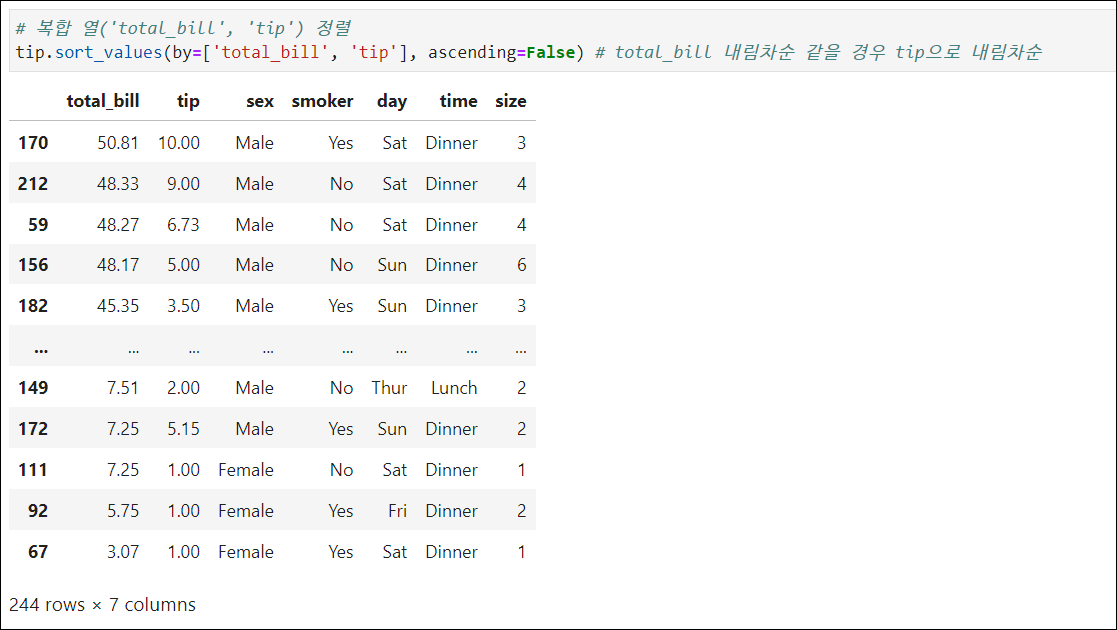 # 복합 열('total_bill', 'tip') 정렬
tip.sort_values(by=['total_bill', 'tip'], ascending=False) # total_bill 내림차순 같을 경우 tip으로 내림차순
total_bill tip sex smoker day time size
170 50.81 10.00 Male Yes Sat Dinner 3
212 48.33 9.00 Male No Sat Dinner 4
59 48.27 6.73 Male No Sat Dinner 4
156 48.17 5.00 Male No Sun Dinner 6
182 45.35 3.50 Male Yes Sun Dinner 3
... ... ... ... ... ... ... ...
149 7.51 2.00 Male No Thur Lunch 2
172 7.25 5.15 Male Yes Sun Dinner 2
111 7.25 1.00 Female No Sat Dinner 1
92 5.75 1.00 Female Yes Fri Dinner 2
67 3.07 1.00 Female Yes Sat Dinner 1
244 rows × 7 columns